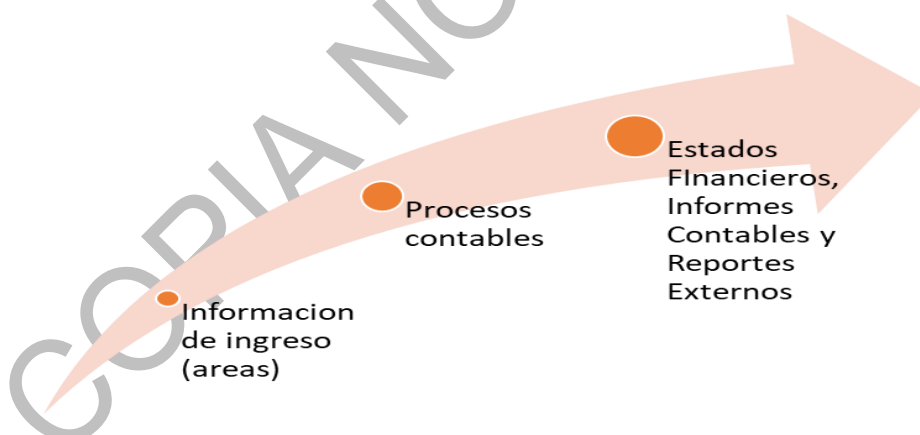 COPIA NO
Informacion
de ingreso
(areas)
Procesos
contables
Estados
FInancieros,
Informes
Contables y
Reportes
Externos